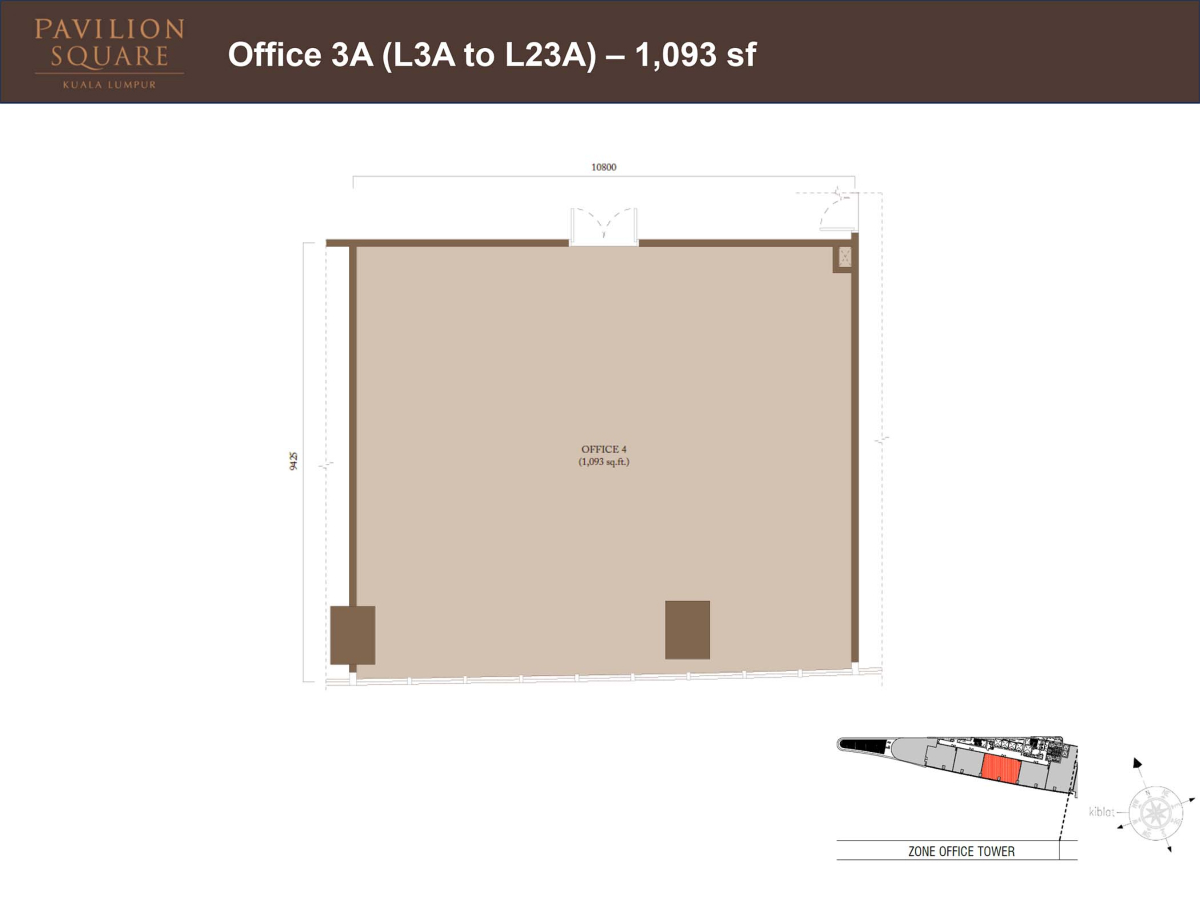 PAVILION
SQUARE
KUALA LUMPUR
Office 3A (L3A to L23A) – 1,093 sf
10800
9425
OFFICE 4
(1,093 sq.ft.)
kiblat
ZONE OFFICE TOWER